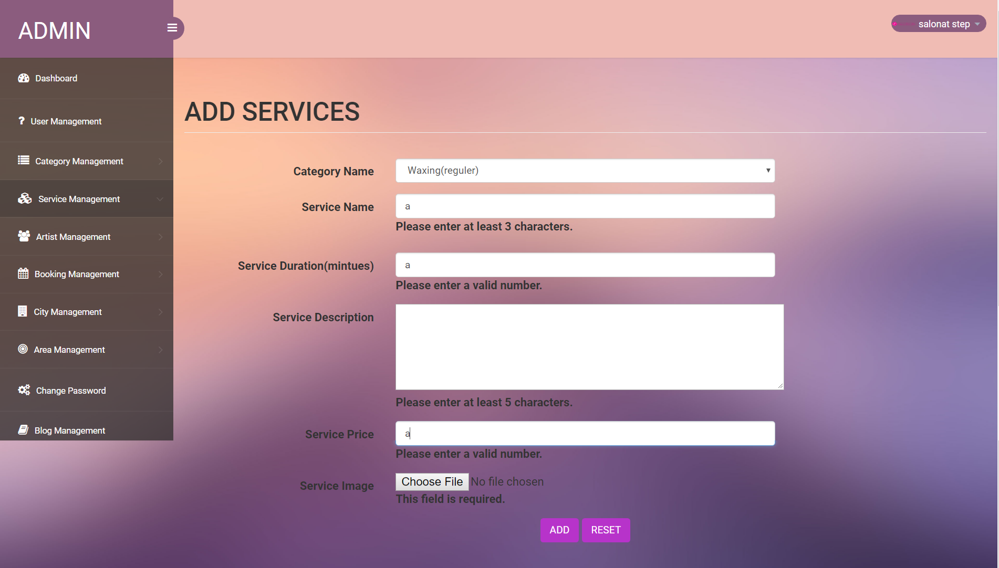 ADMIN
salonat step
Dashboard
? User Management
Category Management
Service Management
Artist Management
Booking Management
City Management
Area Management
Change Password
Blog Management
ADD SERVICES
Category Name
Waxing(reguler)
Service Name
a
Please enter at least 3 characters.
Service Duration(mintues)
a
Please enter a valid number.
Service Description
Please enter at least 5 characters.
Service Price
a
Please enter a valid number.
Service Image
Choose File No file chosen
This field is required.
ADD RESET